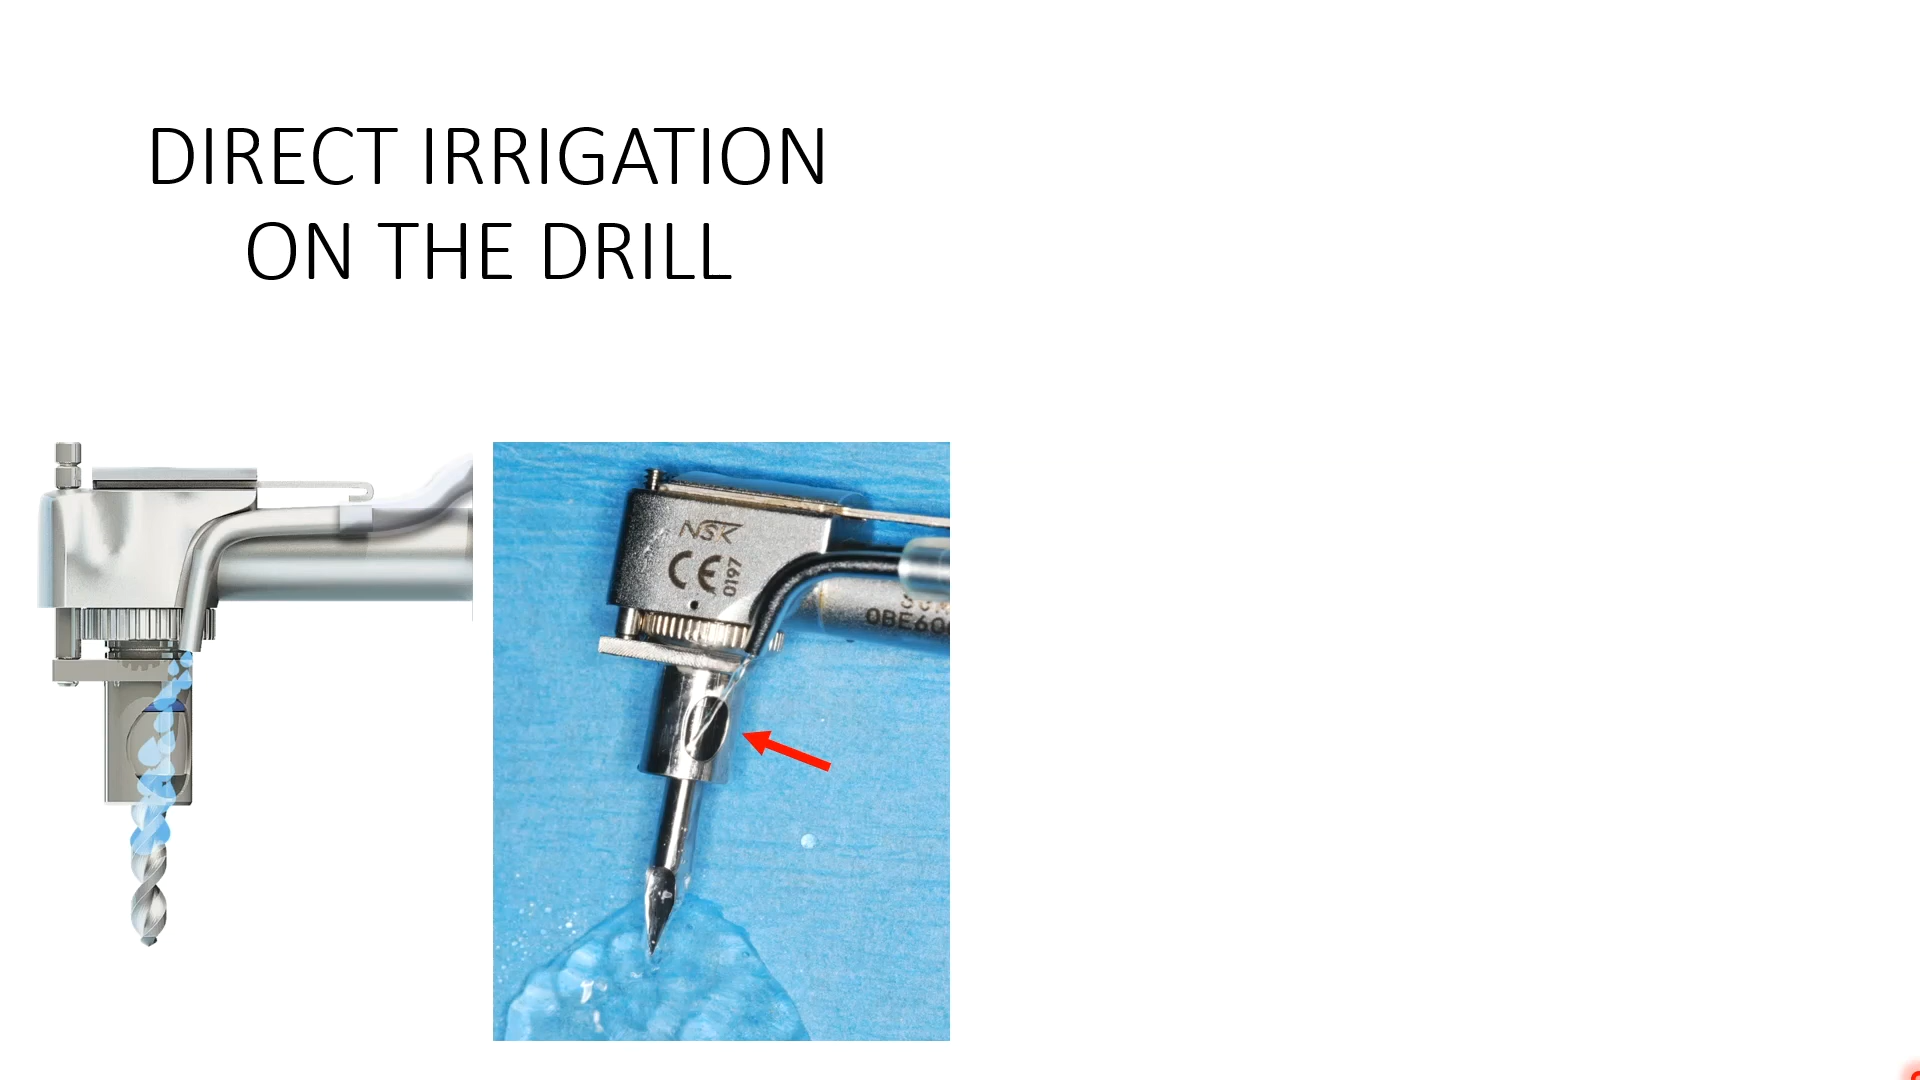 DIRECT IRRIGATION
ON THE DRILL
NSK
CE
0197